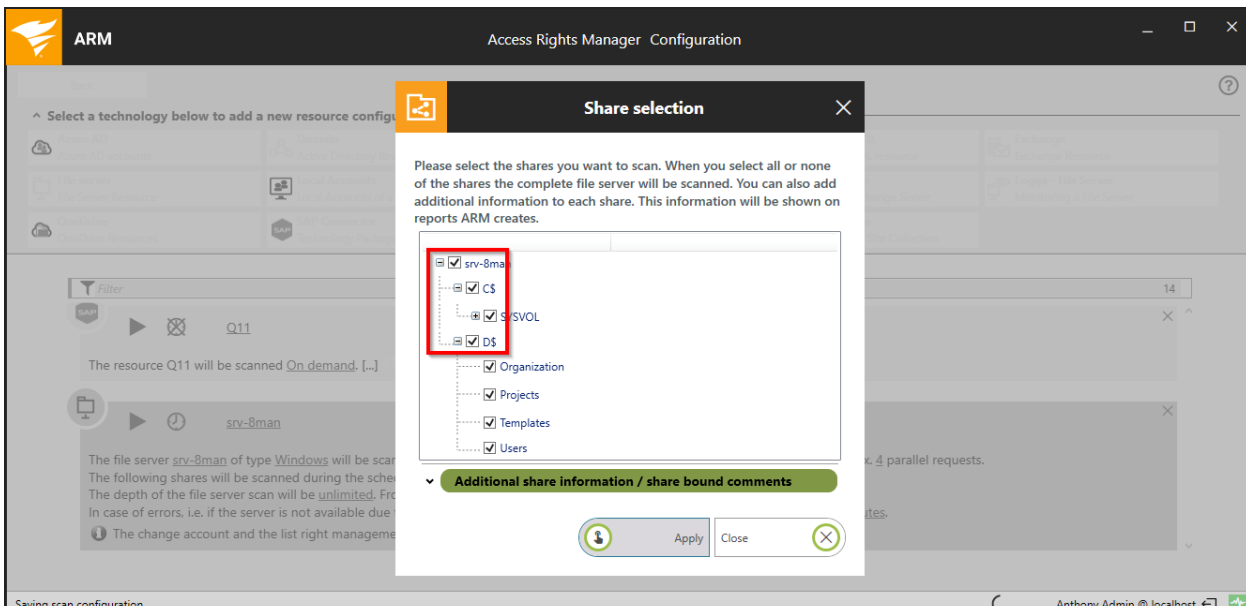 ARM
Access Rights Manager Configuration
Select a technology below to add a new resource configu
Share selection
Please select the shares you want to scan. When you select all or none
of the shares the complete file server will be scanned. You can also add
additional information to each share. This information will be shown on
reports ARM creates.
srv-8man
C$
SYSVOL
D$
Organization
Projects
Templates
Users
Additional share information / share bound comments
Apply
Close
Filter
14
SAP
Q11
The resource Q11 will be scanned On demand. [...]
srv-8man
The file server srv-8man of type Windows will be scan
x. 4 parallel requests.
The following shares will be scanned during the sche
The depth of the file server scan will be unlimited. Fro
In case of errors, i.e. if the server is not available due
utes.
The change account and the list right manageme
Saving scan configuration
Anthony Admin @ localhost